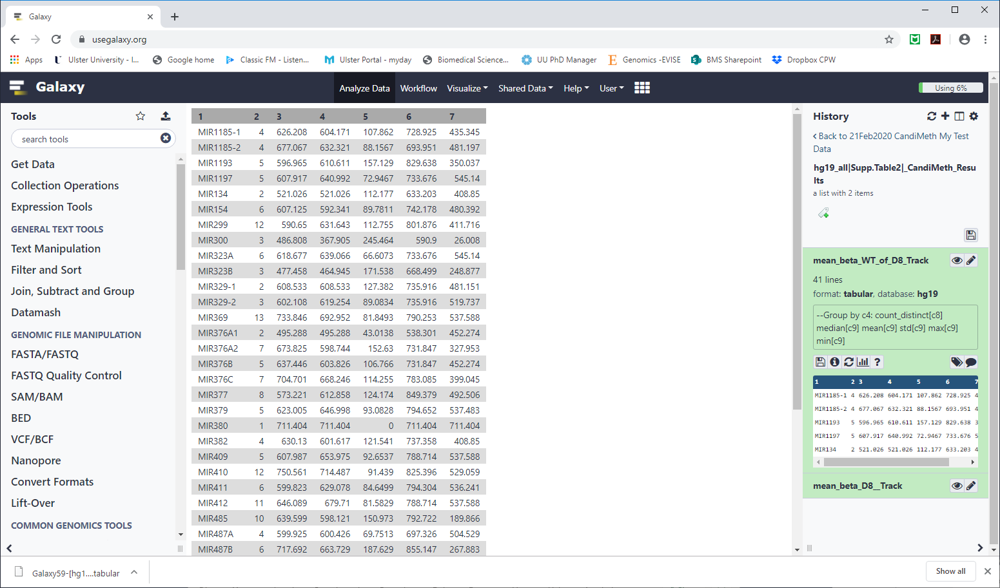 Galaxy
usegalaxy.org
Apps
Ulster University - I...
Google home
Classic FM - Listen...
Ulster Portal - myday
Biomedical Science...
UU PhD Manager
Genomics -EVISE
BMS Sharepoint
Dropbox CPW
Galaxy
Analyze Data
Workflow
Visualize
Shared Data
Help
User
Using 6%
Tools
search tools
Get Data
Collection Operations
Expression Tools
GENERAL TEXT TOOLS
Text Manipulation
Filter and Sort
Join, Subtract and Group
Datamash
GENOMIC FILE MANIPULATION
FASTA/FASTQ
FASTQ Quality Control
SAM/BAM
BED
VCF/BCF
Nanopore
Convert Formats
Lift-Over
COMMON GENOMICS TOOLS
1 2 3 4 5 6 7
MIR1185-1 4 626.208 604.171 107.862 728.925 435.345
MIR1185-2 4 677.067 632.321 88.1567 693.951 481.197
MIR1193 5 596.965 610.611 157.129 829.638 350.037
MIR1197 5 607.917 640.992 72.9467 733.676 545.14
MIR134 2 521.026 521.026 112.177 633.203 408.85
MIR154 6 607.125 592.341 89.7811 742.178 480.392
MIR299 12 590.65 631.643 112.755 801.876 411.716
MIR300 3 486.808 367.905 245.464 590.9 26.008
MIR323A 6 618.677 639.066 66.6073 733.676 545.14
MIR323B 3 477.458 464.945 171.538 668.499 248.877
MIR329-1 2 608.533 608.533 127.382 735.916 481.151
MIR329-2 3 602.108 619.254 89.0834 735.916 519.737
MIR369 13 733.846 692.952 81.8493 790.253 537.588
MIR376A1 2 495.288 495.288 43.0138 538.301 452.274
MIR376A2 7 673.825 598.744 152.63 731.847 327.953
MIR376B 5 637.446 603.826 106.766 731.847 452.274
MIR376C 7 704.701 668.246 114.255 783.085 399.045
MIR377 8 573.221 612.858 124.174 849.379 492.506
MIR379 5 623.005 646.998 93.0828 794.652 537.483
MIR380 1 711.404 711.404 0 711.404 711.404
MIR382 4 630.13 601.617 121.541 737.358 408.85
MIR409 5 607.987 653.975 92.6537 788.714 537.588
MIR410 12 750.561 714.487 91.439 825.396 529.059
MIR411 6 599.823 629.078 84.6499 794.304 536.241
MIR412 11 646.089 679.71 81.5829 788.714 537.588
MIR485 10 639.599 598.121 150.973 792.722 189.866
MIR487A 4 599.925 600.426 69.7513 697.326 504.529
MIR487B 6 717.692 663.729 187.629 855.147 267.883
History
Back to 21Feb2020 CandiMeth My Test
Data
hg19_all|Supp.Table2|_CandiMeth_Resu
lts
a list with 2 items
mean_beta_WT_of_D8_Track
41 lines
format: tabular, database: hg19
--Group by c4: count_distinct[c8]
median[c9] mean[c9] std[c9] max[c9]
min[c9]
1 2 3 4 5 6 7
MIR1185-1 4 626.208 604.171 107.862 728.925 4
MIR1185-2 4 677.067 632.321 88.1567 693.951 4
MIR1193 5 596.965 610.611 157.129 829.638 3
MIR1197 5 607.917 640.992 72.9467 733.676 5
MIR134 2 521.026 521.026 112.177 633.203 4
mean_beta_D8__Track
Galaxy59-[hg1....tabular
Show all